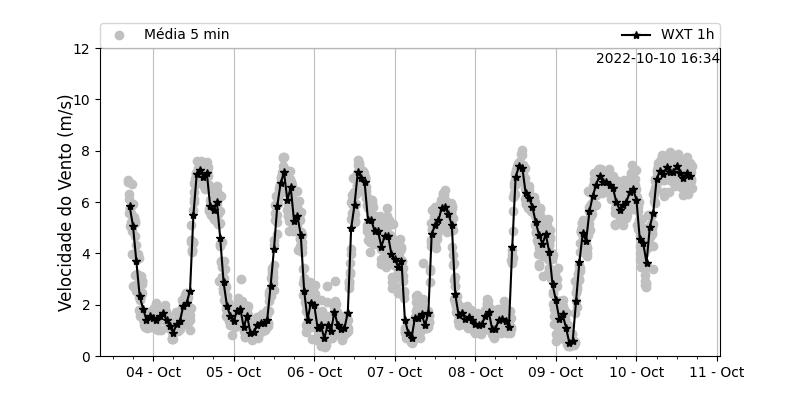 Média 5 min
WXT 1h
2022-10-10 16:34
Velocidade do Vento (m/s)
12
10
8
6
4
2
0
04 - Oct
05 - Oct
06 - Oct
07 - Oct
08 - Oct
09 - Oct
10 - Oct
11 - Oct